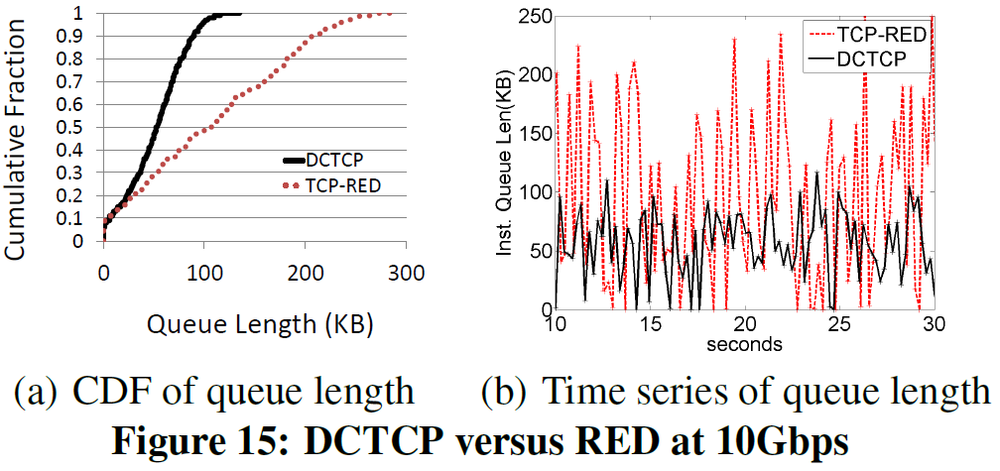 Cumulative Fraction
1
0.9
0.8
0.7
0.6
0.5
0.4
0.3
0.2
0.1
0
DCTCP
TCP-RED
0 100 200 300
Queue Length (KB)
Inst. Queue Len(KB)
250
200
150
100
50
0
TCP-RED
DCTCP
10 15 20 25 30
seconds
(a) CDF of queue length (b) Time series of queue length
Figure 15: DCTCP versus RED at 10Gbps